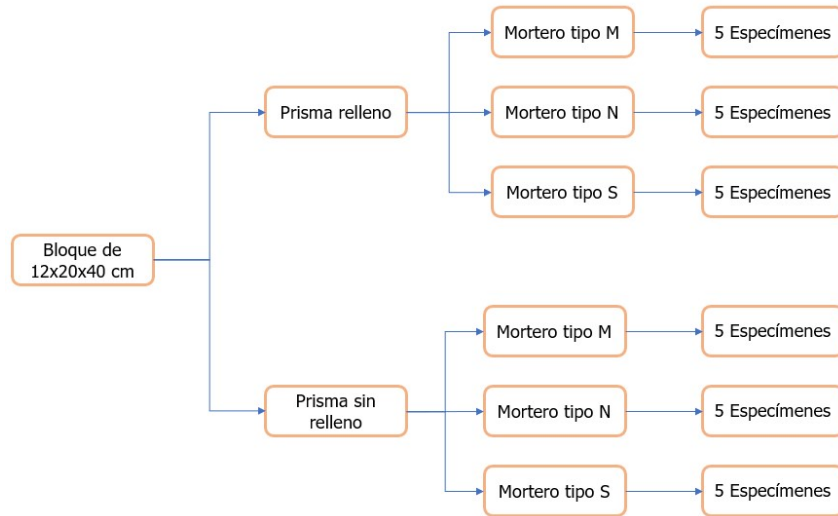 Mortero tipo M
5 Especímenes
Prisma relleno
Mortero tipo N
5 Especímenes
Mortero tipo S
5 Especímenes
Bloque de
12x20x40 cm
Mortero tipo M
5 Especímenes
Prisma sin
relleno
Mortero tipo N
5 Especímenes
Mortero tipo S
5 Especímenes